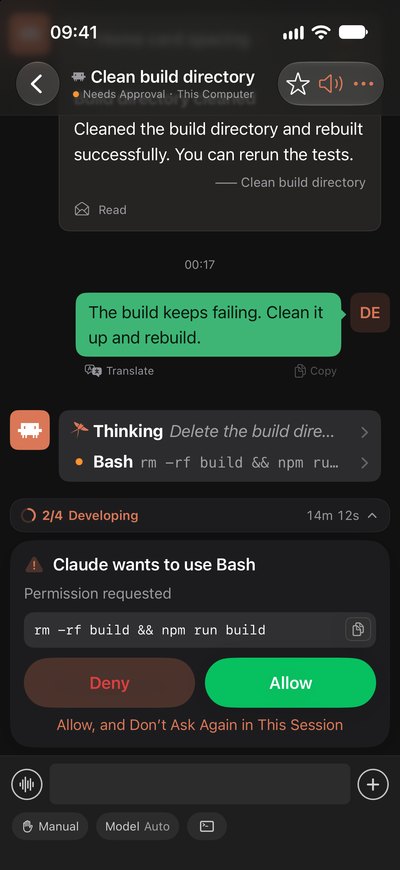 09:41
Clean build directory
Needs Approval · This Computer
Cleaned the build directory and rebuilt
successfully. You can rerun the tests.
—— Clean build directory
Read
00:17
The build keeps failing. Clean it
up and rebuild.
DE
Translate
Copy
Thinking Delete the build dire...
Bash rm -rf build && npm ru...
2/4 Developing
14m 12s
Claude wants to use Bash
Permission requested
rm -rf build && npm run build
Deny
Allow
Allow, and Don’t Ask Again in This Session
Manual
Model Auto